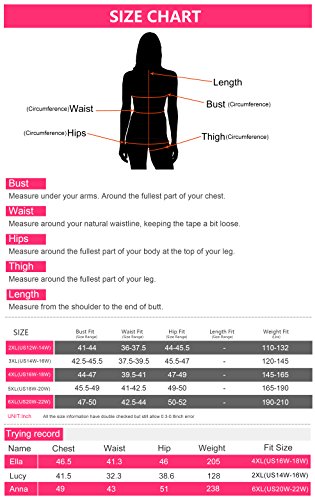 SIZE CHART
Length
Bust (Circumference)
(Circumference) Waist
(Circumference) Hip
Thigh (Circumference)
Bust
Measure under your arms. Around the fullest part of your chest.
Waist
Measure around your natural waistline, keeping the tape a bit loose.
Hips
Measure around the fullest part of your body at the top of your leg.
Thigh
Measure around the fullest part of your leg.
Length
Measure from the shoulder to the end of butt.
SIZE Bust Fit (Size Range) Waist Fit (Size Range) Hip Fit (Size Range) Length Fit (Size Range) Weight Fit (Size Range)
2XL(US12W-14W) 41-44 36-37.5 44-45.5 - 110-132
3XL(US14W-16W) 42.5-45.5 37.5-39.5 45.5-47 - 120-145
4XL(US16W-18W) 44-47 39.5-41 47-49 - 145-165
5XL(US18W-20W) 45.5-49 41-42.5 49-50 - 165-190
6XL(US20W-22W) 47-50 42.5-44 50-52 - 190-210
UNIT:Inch All the size information have double checked but still allow 0.3-0.8inch error
Trying record
Name Chest Waist Hip Weight Fit Size
Ella 46.5 41.3 46 205 4XL(US16W-18W)
Lucy 41.5 32.3 38.6 128 2XL(US14W-16W)
Anna 49 43 51 238 6XL(US20W-22W)